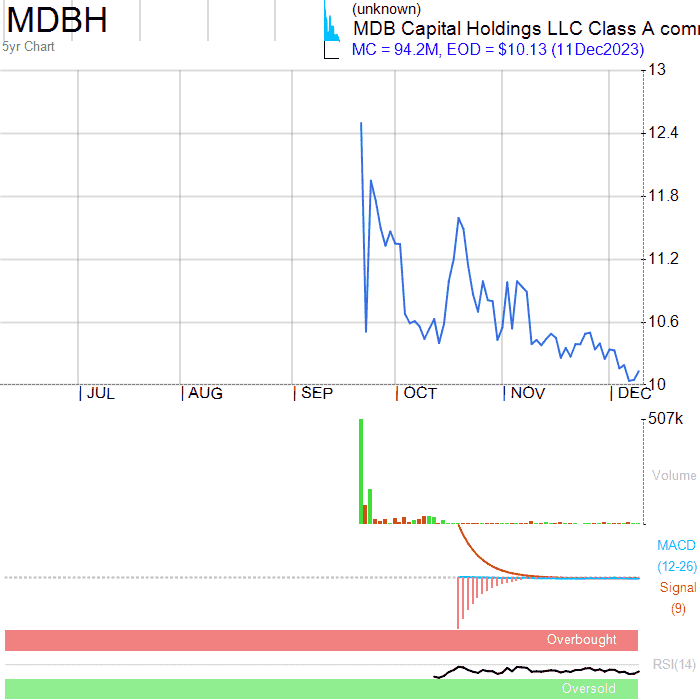 MDBH
5yr Chart
(unknown)
MDB Capital Holdings LLC Class A comm
MC = 94.2M, EOD = $10.13 (11Dec2023)
13
12.4
11.8
11.2
10.6
10
JUL AUG SEP OCT NOV DEC
507k
Volume
MACD
(12-26)
Signal
(9)
Overbought
RSI(14)
Oversold